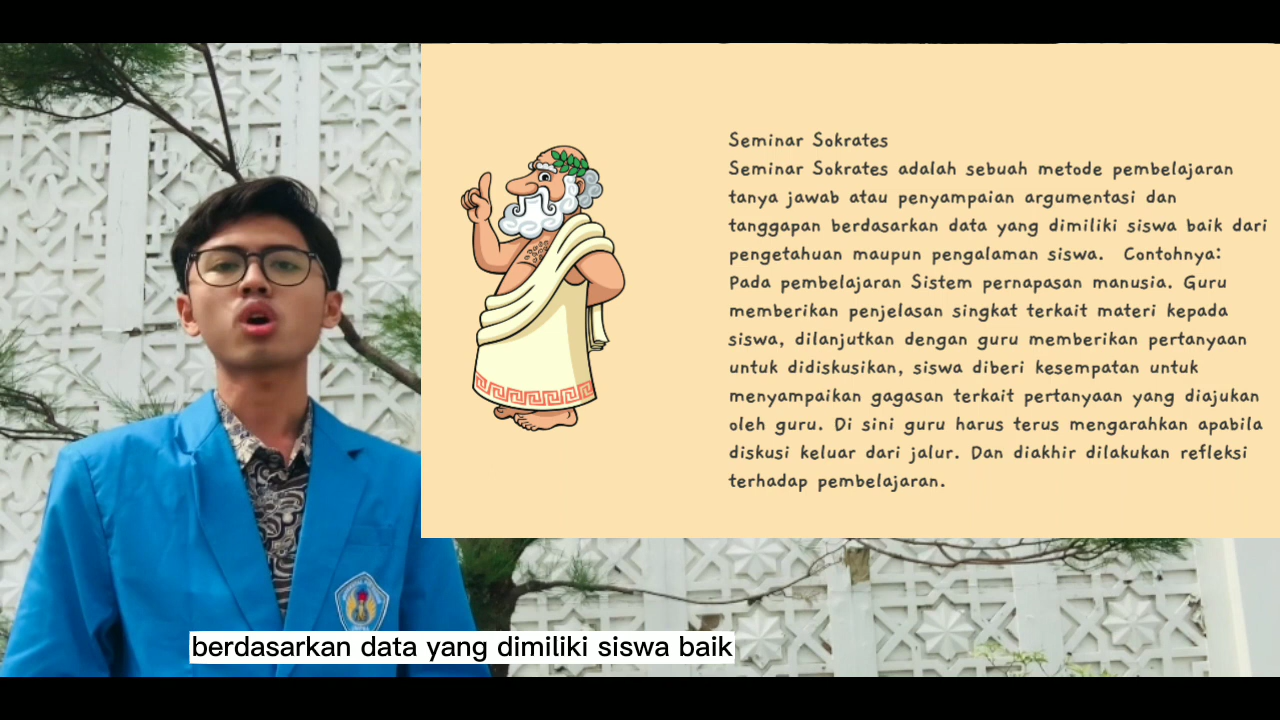 Seminar Sokrates
Seminar Sokrates adalah sebuah metode pembelajaran
tanya jawab atau penyampaian argumentasi dan
tanggapan berdasarkan data yang dimiliki siswa baik dari
pengetahuan maupun pengalaman siswa.  Contohnya:
Pada pembelajaran Sistem pernapasan manusia. Guru
memberikan penjelasan singkat terkait materi kepada
siswa, dilanjutkan dengan guru memberikan pertanyaan
untuk didiskusikan, siswa diberi kesempatan untuk
menyampaikan gagasan terkait pertanyaan yang diajukan
oleh guru. Di sini guru harus terus mengarahkan apabila
diskusi keluar dari jalur. Dan diakhir dilakukan refleksi
terhadap pembelajaran.
berdasarkan data yang dimiliki siswa baik